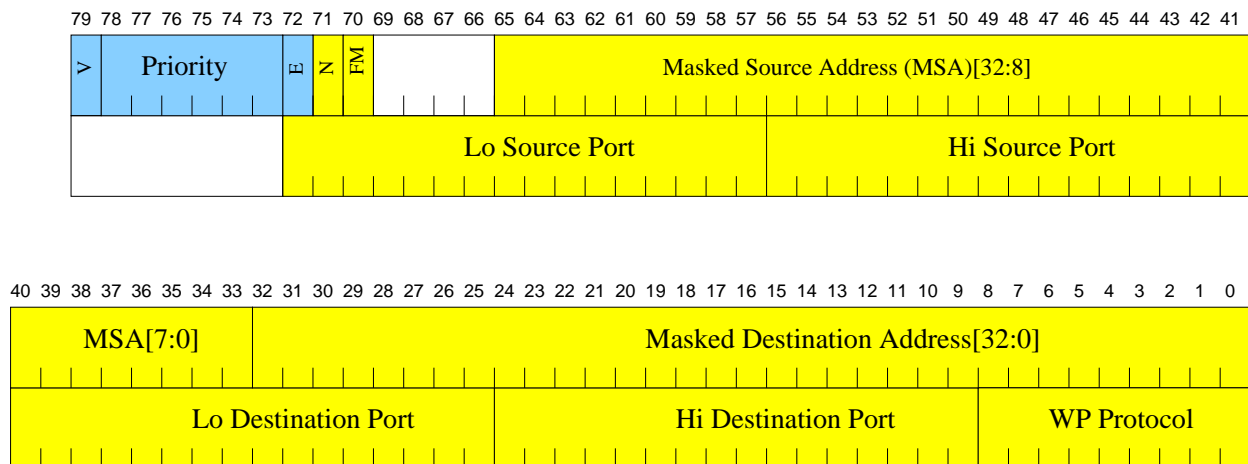 79 78 77 76 75 74 73 72 71 70 69 68 67 66 65 64 63 62 61 60 59 58 57 56 55 54 53 52 51 50 49 48 47 46 45 44 43 42 41
V Priority E N FM Masked Source Address (MSA)[32:8]
Lo Source Port Hi Source Port
40 39 38 37 36 35 34 33 32 31 30 29 28 27 26 25 24 23 22 21 20 19 18 17 16 15 14 13 12 11 10 9 8 7 6 5 4 3 2 1 0
MSA[7:0] Masked Destination Address[32:0]
Lo Destination Port Hi Destination Port WP Protocol